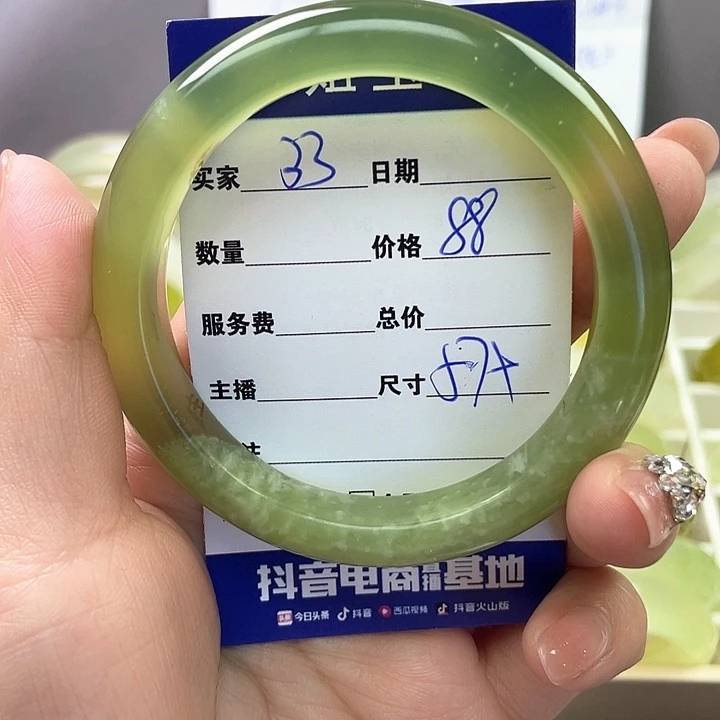 买家 33 日期
数量 价格 88
服务费 总价
主播 尺寸 57+
注
抖音电商直播基地
今日头条 抖音 西瓜视频 抖音火山版